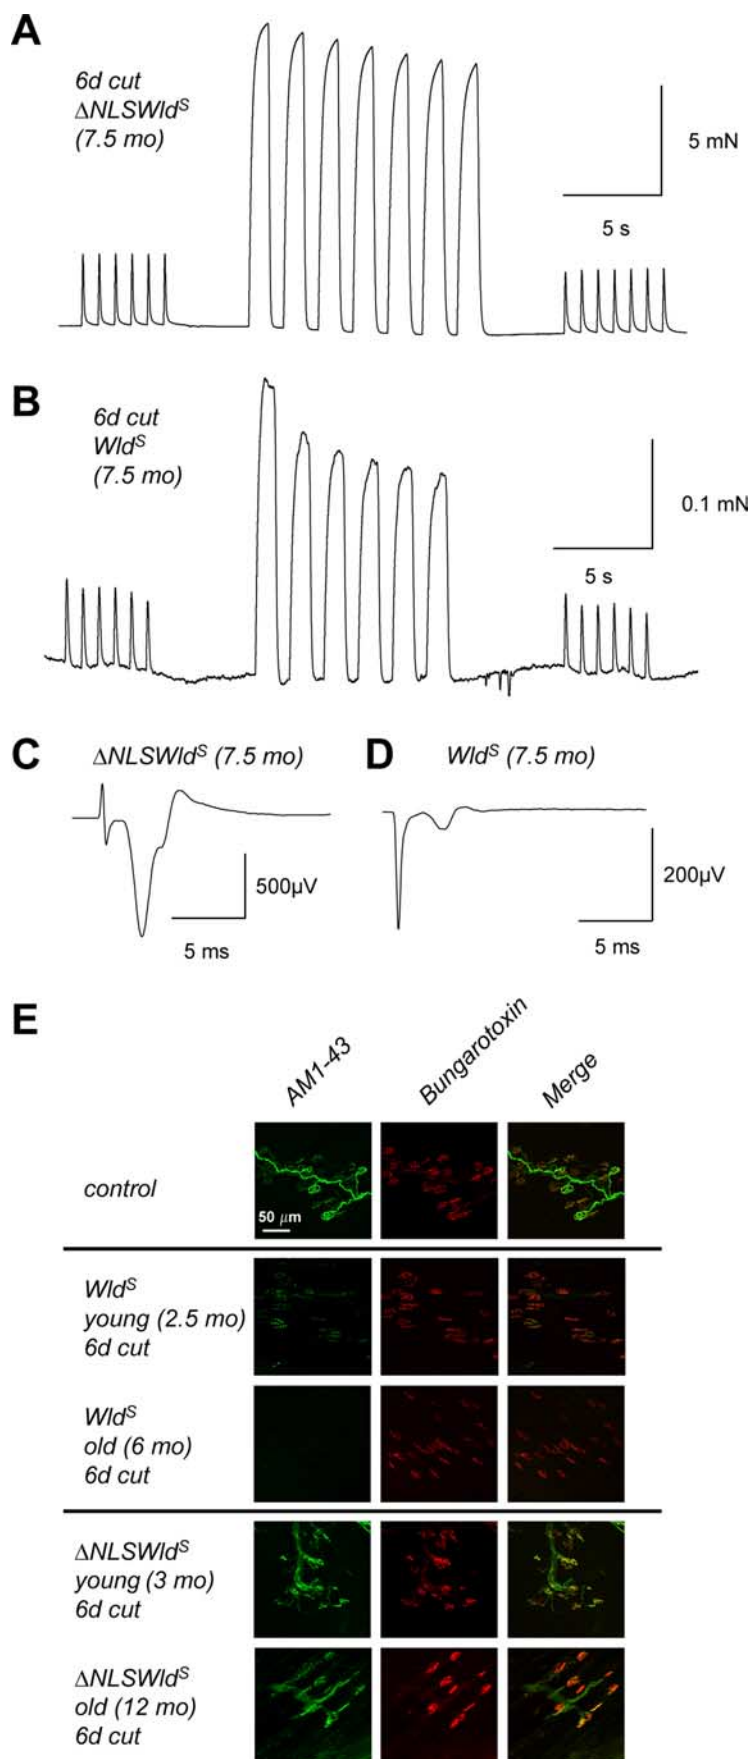 A
6d cut
ΔNLSWld^S
(7.5 mo)
5 mN
5 s
B
6d cut
Wld^S
(7.5 mo)
0.1 mN
5 s
C
ΔNLSWld^S (7.5 mo)
D
Wld^S (7.5 mo)
500µV
5 ms
200µV
5 ms
E
AM1-43
Bungarotoxin
Merge
control
50 µm
Wld^S
young (2.5 mo)
6d cut
Wld^S
old (6 mo)
6d cut
ΔNLSWld^S
young (3 mo)
6d cut
ΔNLSWld^S
old (12 mo)
6d cut